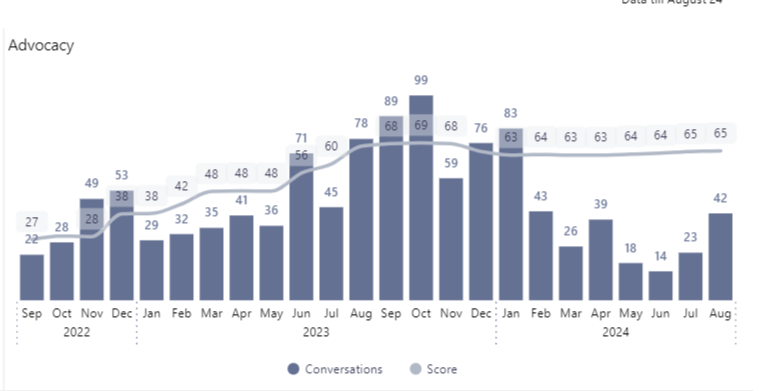 Data till August 24
Advocacy
99
89
83
71 78 68 69 68 76
63 64 63 63 64 64 65 65
56 60
53 48 48 48
49 42
38 38 45 59 43
27 28 28 29 32 35 41 36 39 42
22 26 18 14 23
Sep Oct Nov Dec Jan Feb Mar Apr May Jun Jul Aug Sep Oct Nov Dec Jan Feb Mar Apr May Jun Jul Aug
2022 2023 2024
Conversations Score